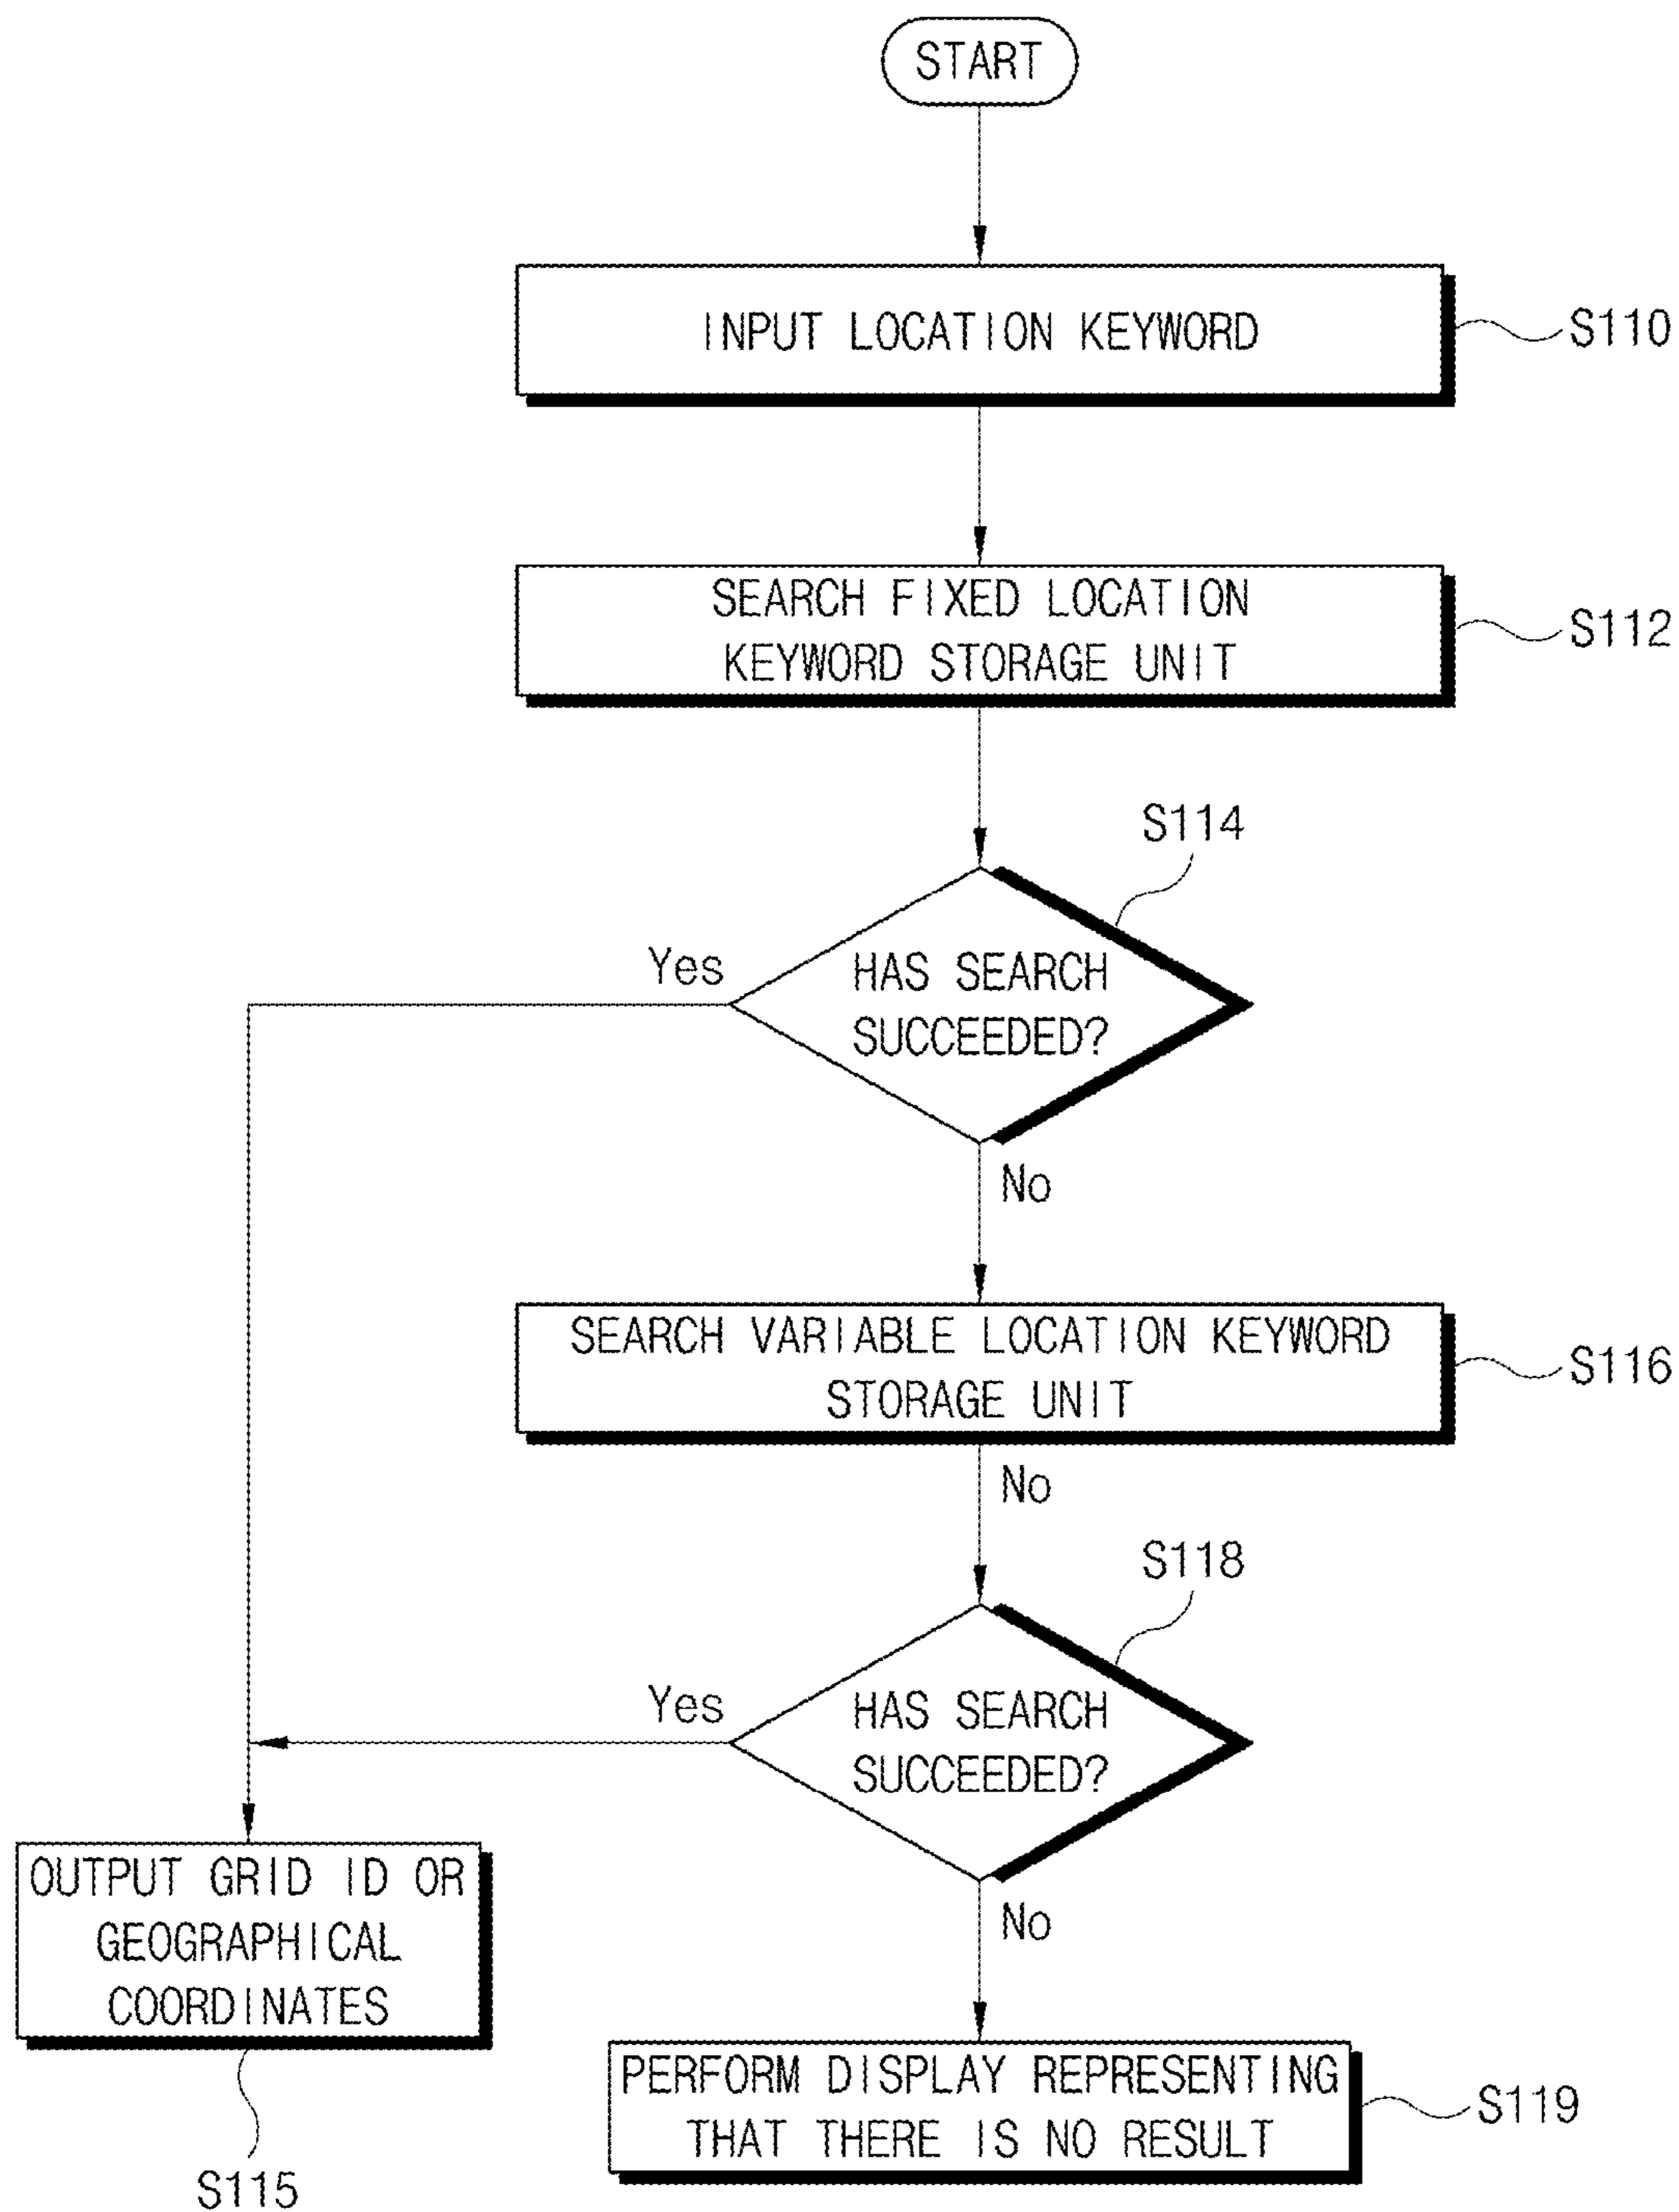 START
INPUT LOCATION KEYWORD
S110
SEARCH FIXED LOCATION
KEYWORD STORAGE UNIT
S112
S114
Yes
HAS SEARCH
SUCCEEDED?
No
SEARCH VARIABLE LOCATION KEYWORD
STORAGE UNIT
S116
No
S118
Yes
HAS SEARCH
SUCCEEDED?
No
OUTPUT GRID ID OR
GEOGRAPHICAL
COORDINATES
S115
PERFORM DISPLAY REPRESENTING
THAT THERE IS NO RESULT
S119